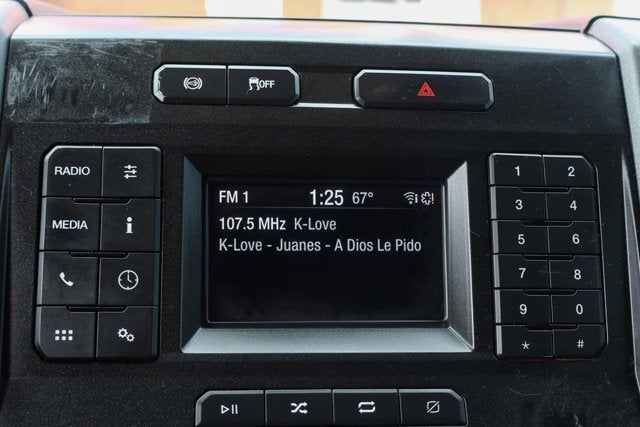 OFF
RADIO
MEDIA
i
FM 1 1:25 67°
107.5 MHz K-Love
K-Love - Juanes - A Dios Le Pido
1 2
3 4
5 6
7 8
9 0
* #